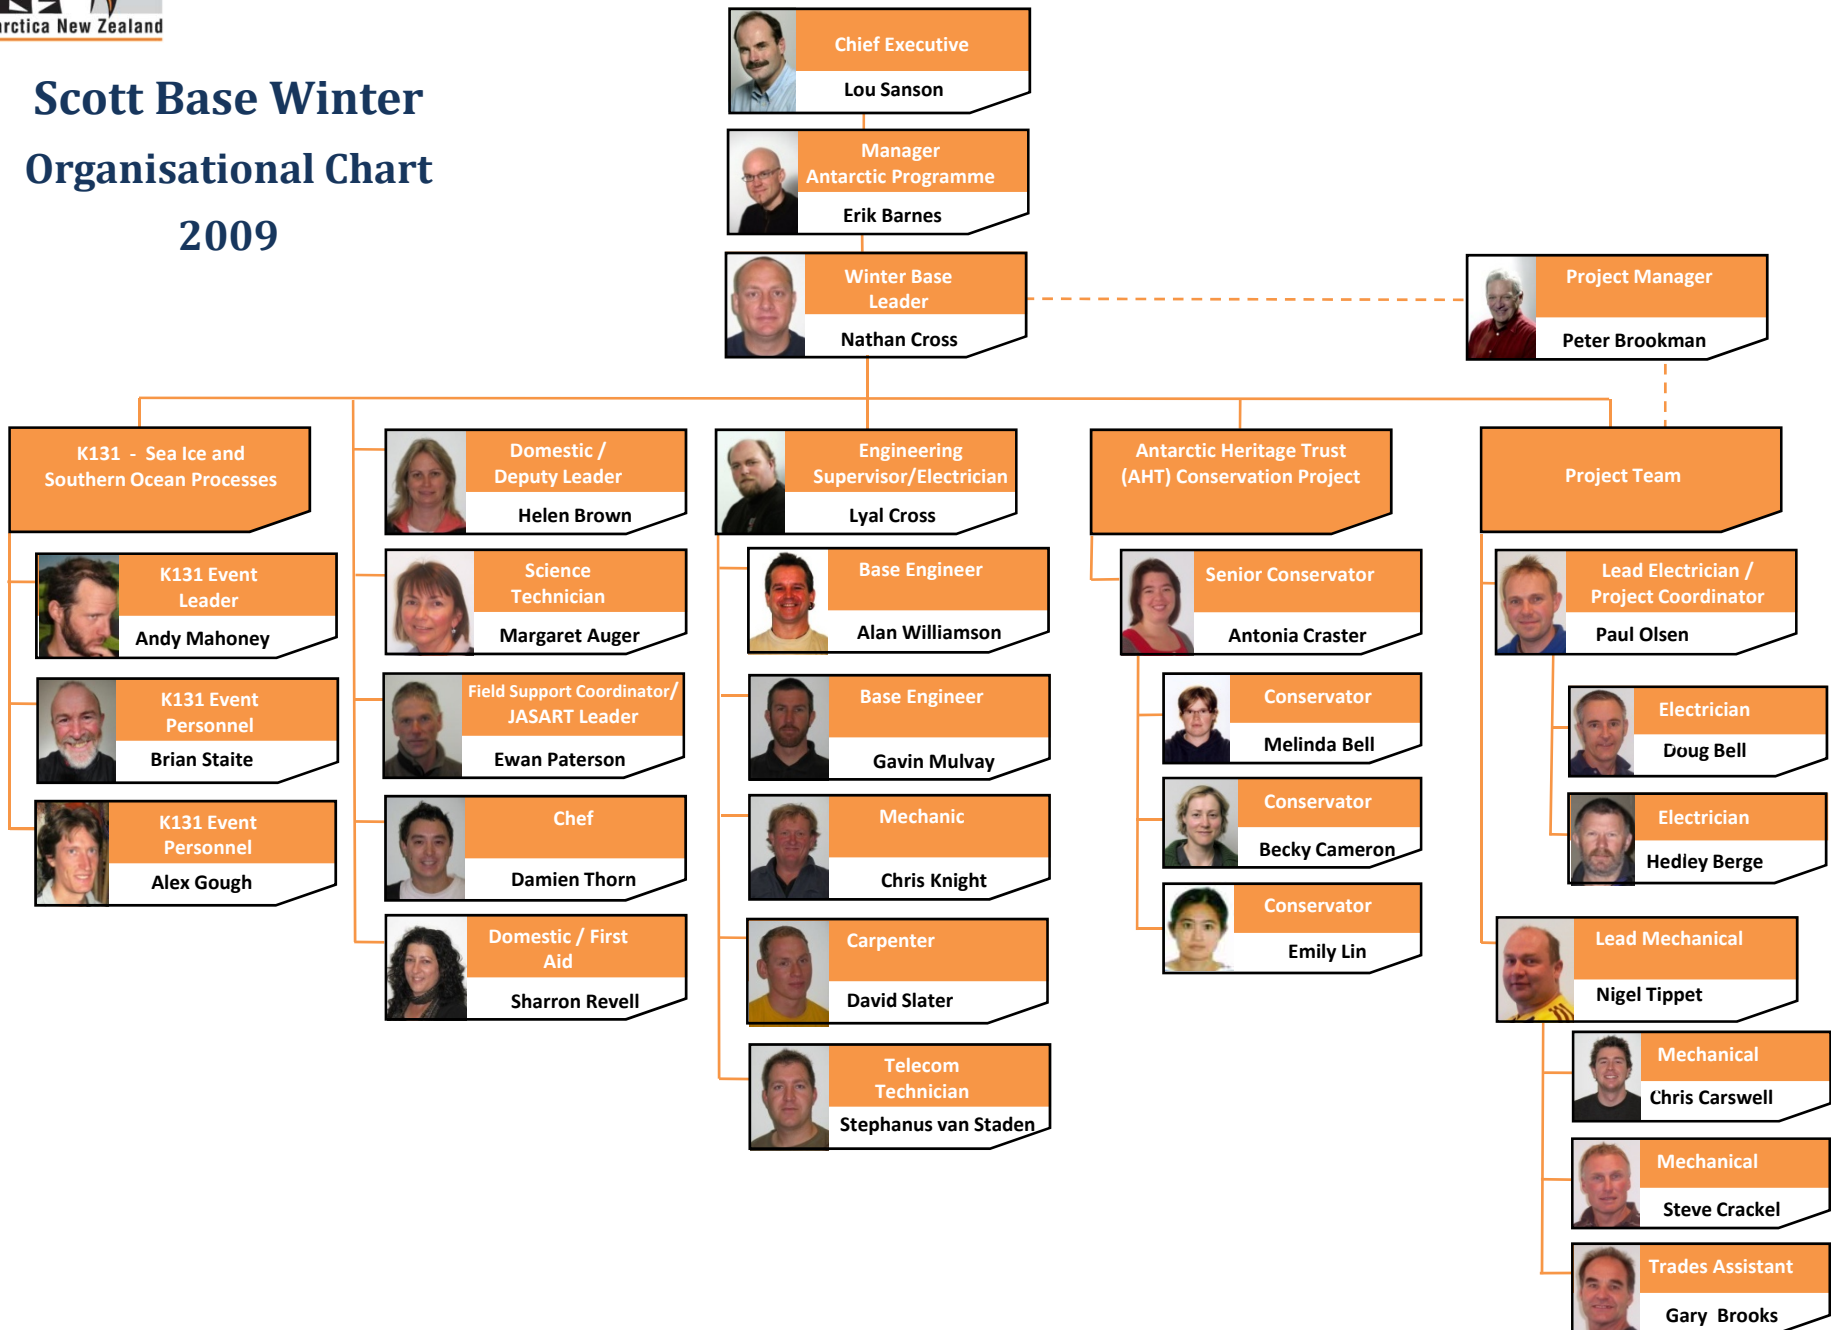 arctica New Zealand
Scott Base Winter
Organisational Chart
2009
Chief Executive
Lou Sanson
Manager
Antarctic Programme
Erik Barnes
Winter Base
Leader
Nathan Cross
Project Manager
Peter Brookman
K131 - Sea Ice and
Southern Ocean Processes
K131 Event
Leader
Andy Mahoney
K131 Event
Personnel
Brian Staite
K131 Event
Personnel
Alex Gough
Domestic /
Deputy Leader
Helen Brown
Science
Technician
Margaret Auger
Field Support Coordinator/
JASART Leader
Ewan Paterson
Chef
Damien Thorn
Domestic / First
Aid
Sharron Revell
Engineering
Supervisor/Electrician
Lyal Cross
Base Engineer
Alan Williamson
Base Engineer
Gavin Mulvay
Mechanic
Chris Knight
Carpenter
David Slater
Telecom
Technician
Stephanus van Staden
Antarctic Heritage Trust
(AHT) Conservation Project
Senior Conservator
Antonia Craster
Conservator
Melinda Bell
Conservator
Becky Cameron
Conservator
Emily Lin
Project Team
Lead Electrician /
Project Coordinator
Paul Olsen
Electrician
Doug Bell
Electrician
Hedley Berge
Lead Mechanical
Nigel Tippet
Mechanical
Chris Carswell
Mechanical
Steve Crackel
Trades Assistant
Gary Brooks